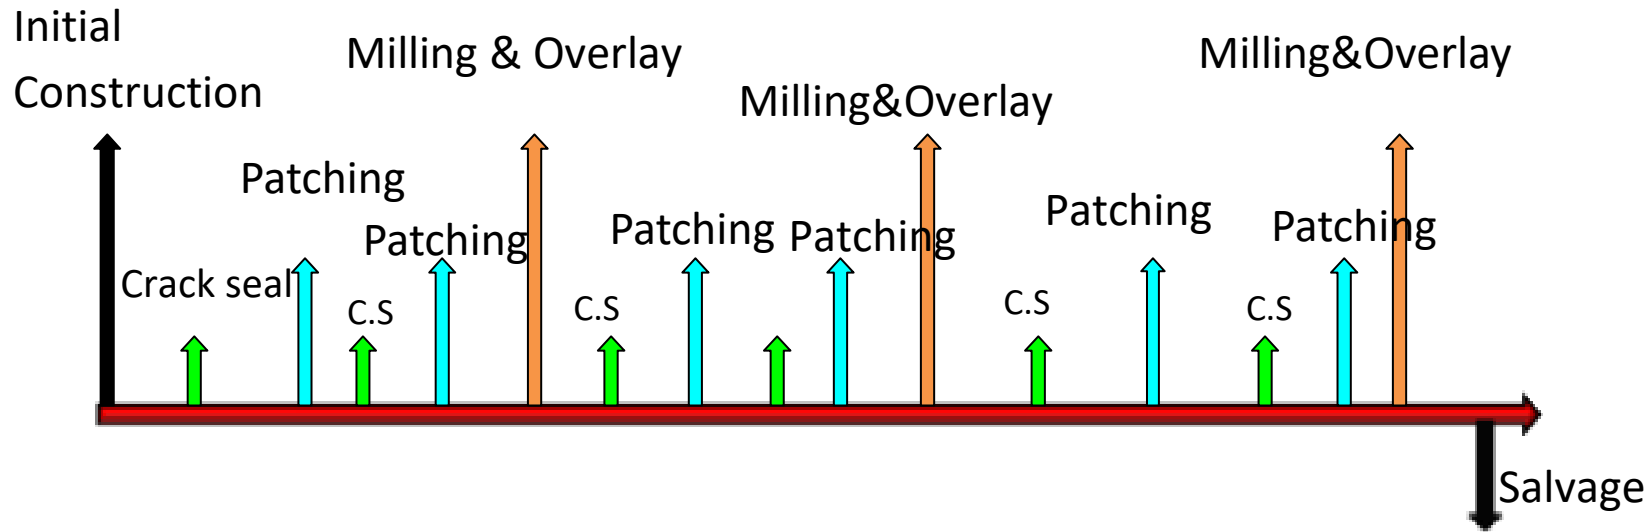 Initial
Construction
Milling & Overlay
Milling&Overlay
Milling&Overlay
Patching
Patching
Patching
Patching
Patching
Patching
Crack seal
C.S
C.S
C.S
C.S
Salvage